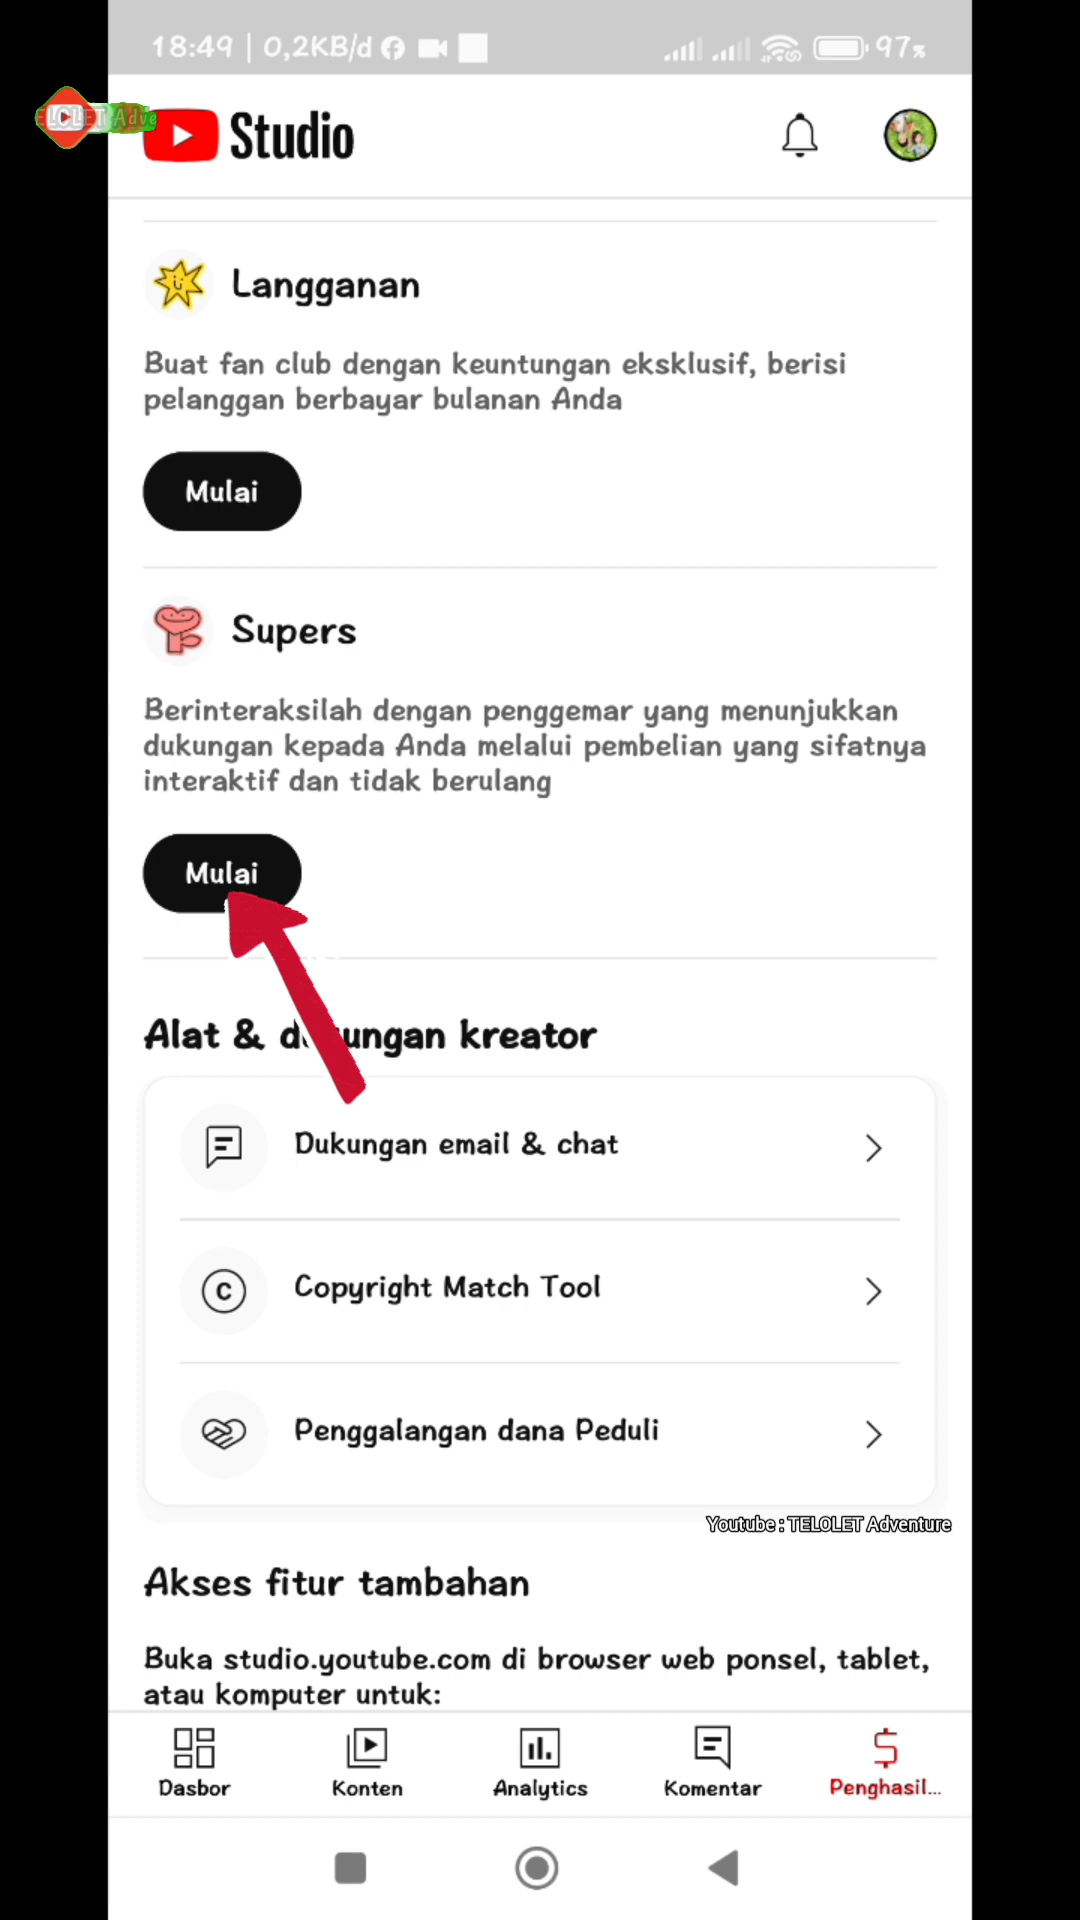 18:49 | 0,2KB/d
97%
Studio
Langganan
Buat fan club dengan keuntungan eksklusif, berisi
pelanggan berbayar bulanan Anda
Mulai
Supers
Berinteraksilah dengan penggemar yang menunjukkan
dukungan kepada Anda melalui pembelian yang sifatnya
interaktif dan tidak berulang
Mulai
Alat & dukungan kreator
Dukungan email & chat
Copyright Match Tool
Penggalangan dana Peduli
Youtube : TELOLET Adventure
Akses fitur tambahan
Buka studio.youtube.com di browser web ponsel, tablet,
atau komputer untuk:
Dasbor
Konten
Analytics
Komentar
Penghasil...